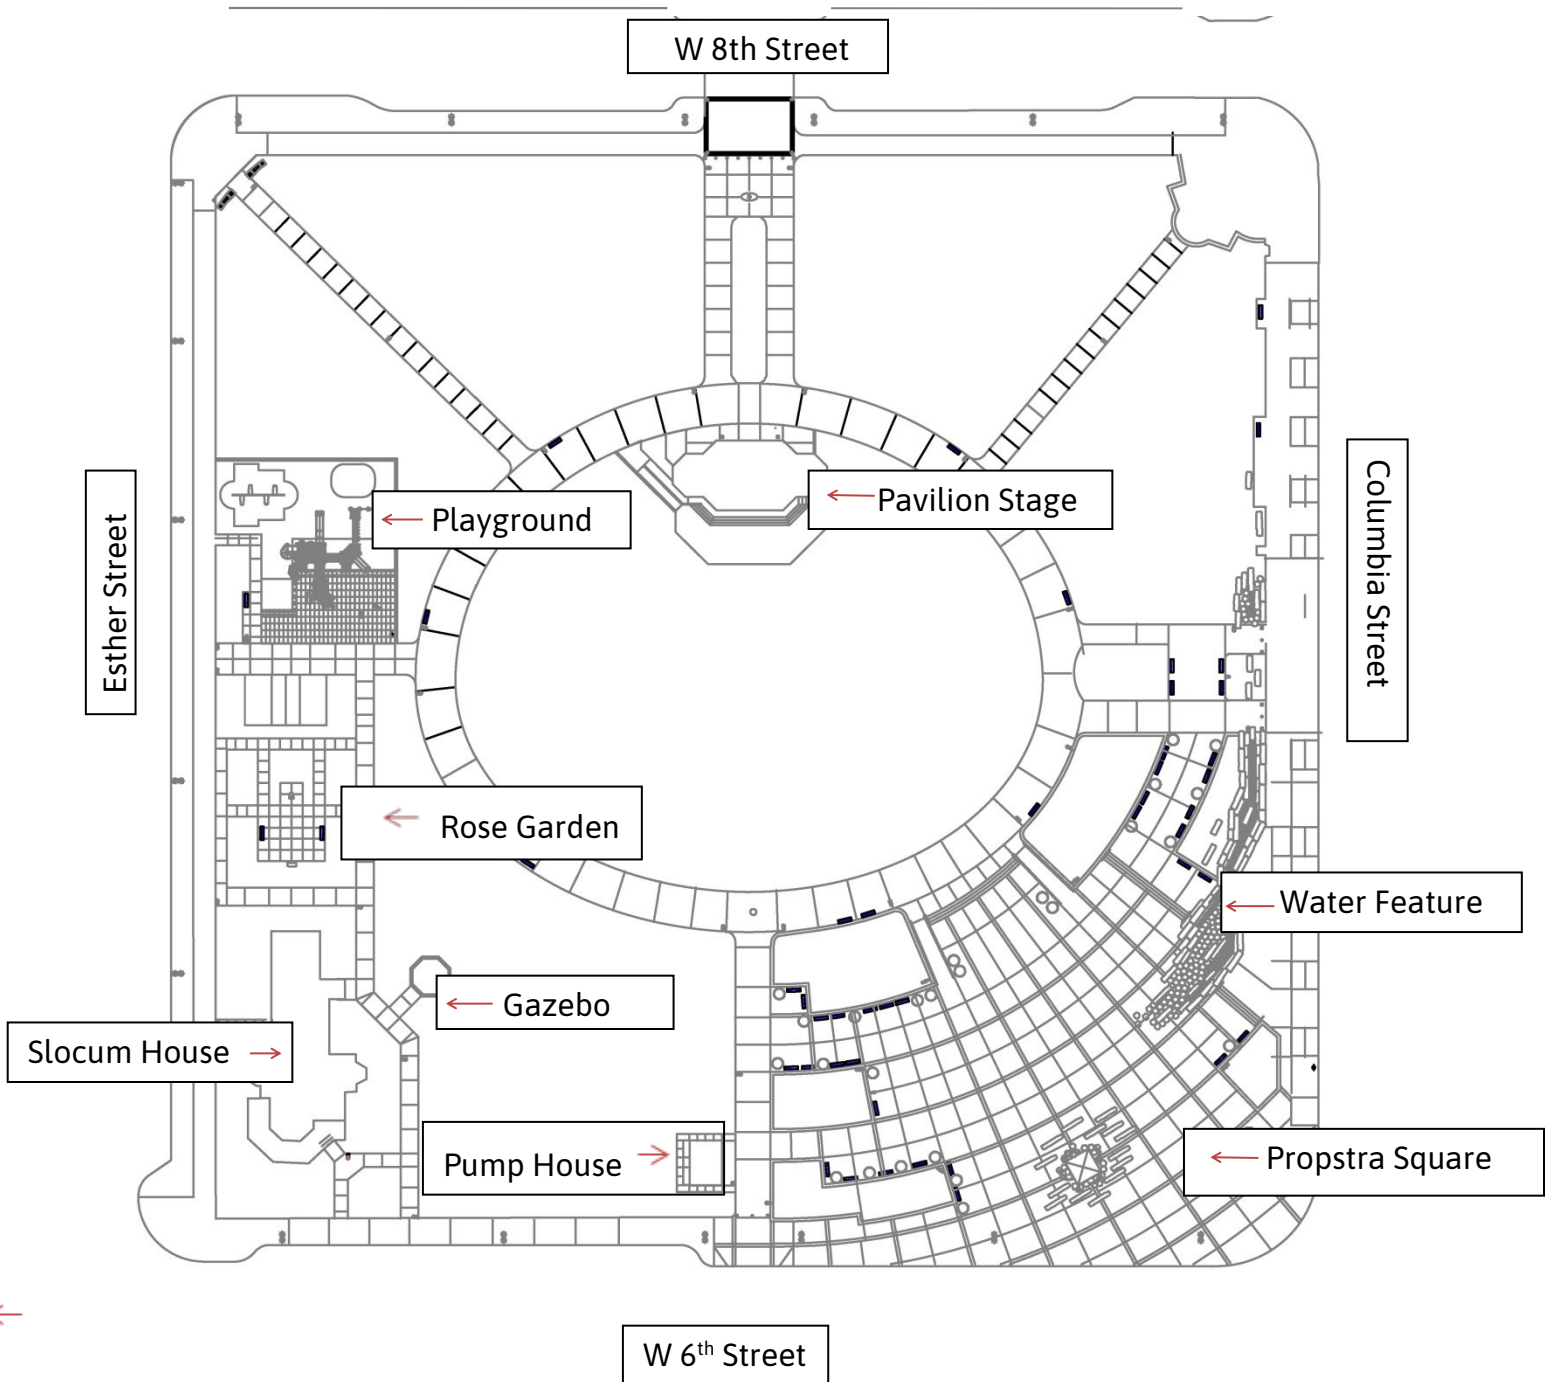 W 8th Street
Pavilion Stage
Playground
Esther Street
Columbia Street
Rose Garden
Water Feature
Gazebo
Slocum House
Pump House
Propstra Square
W 6th Street